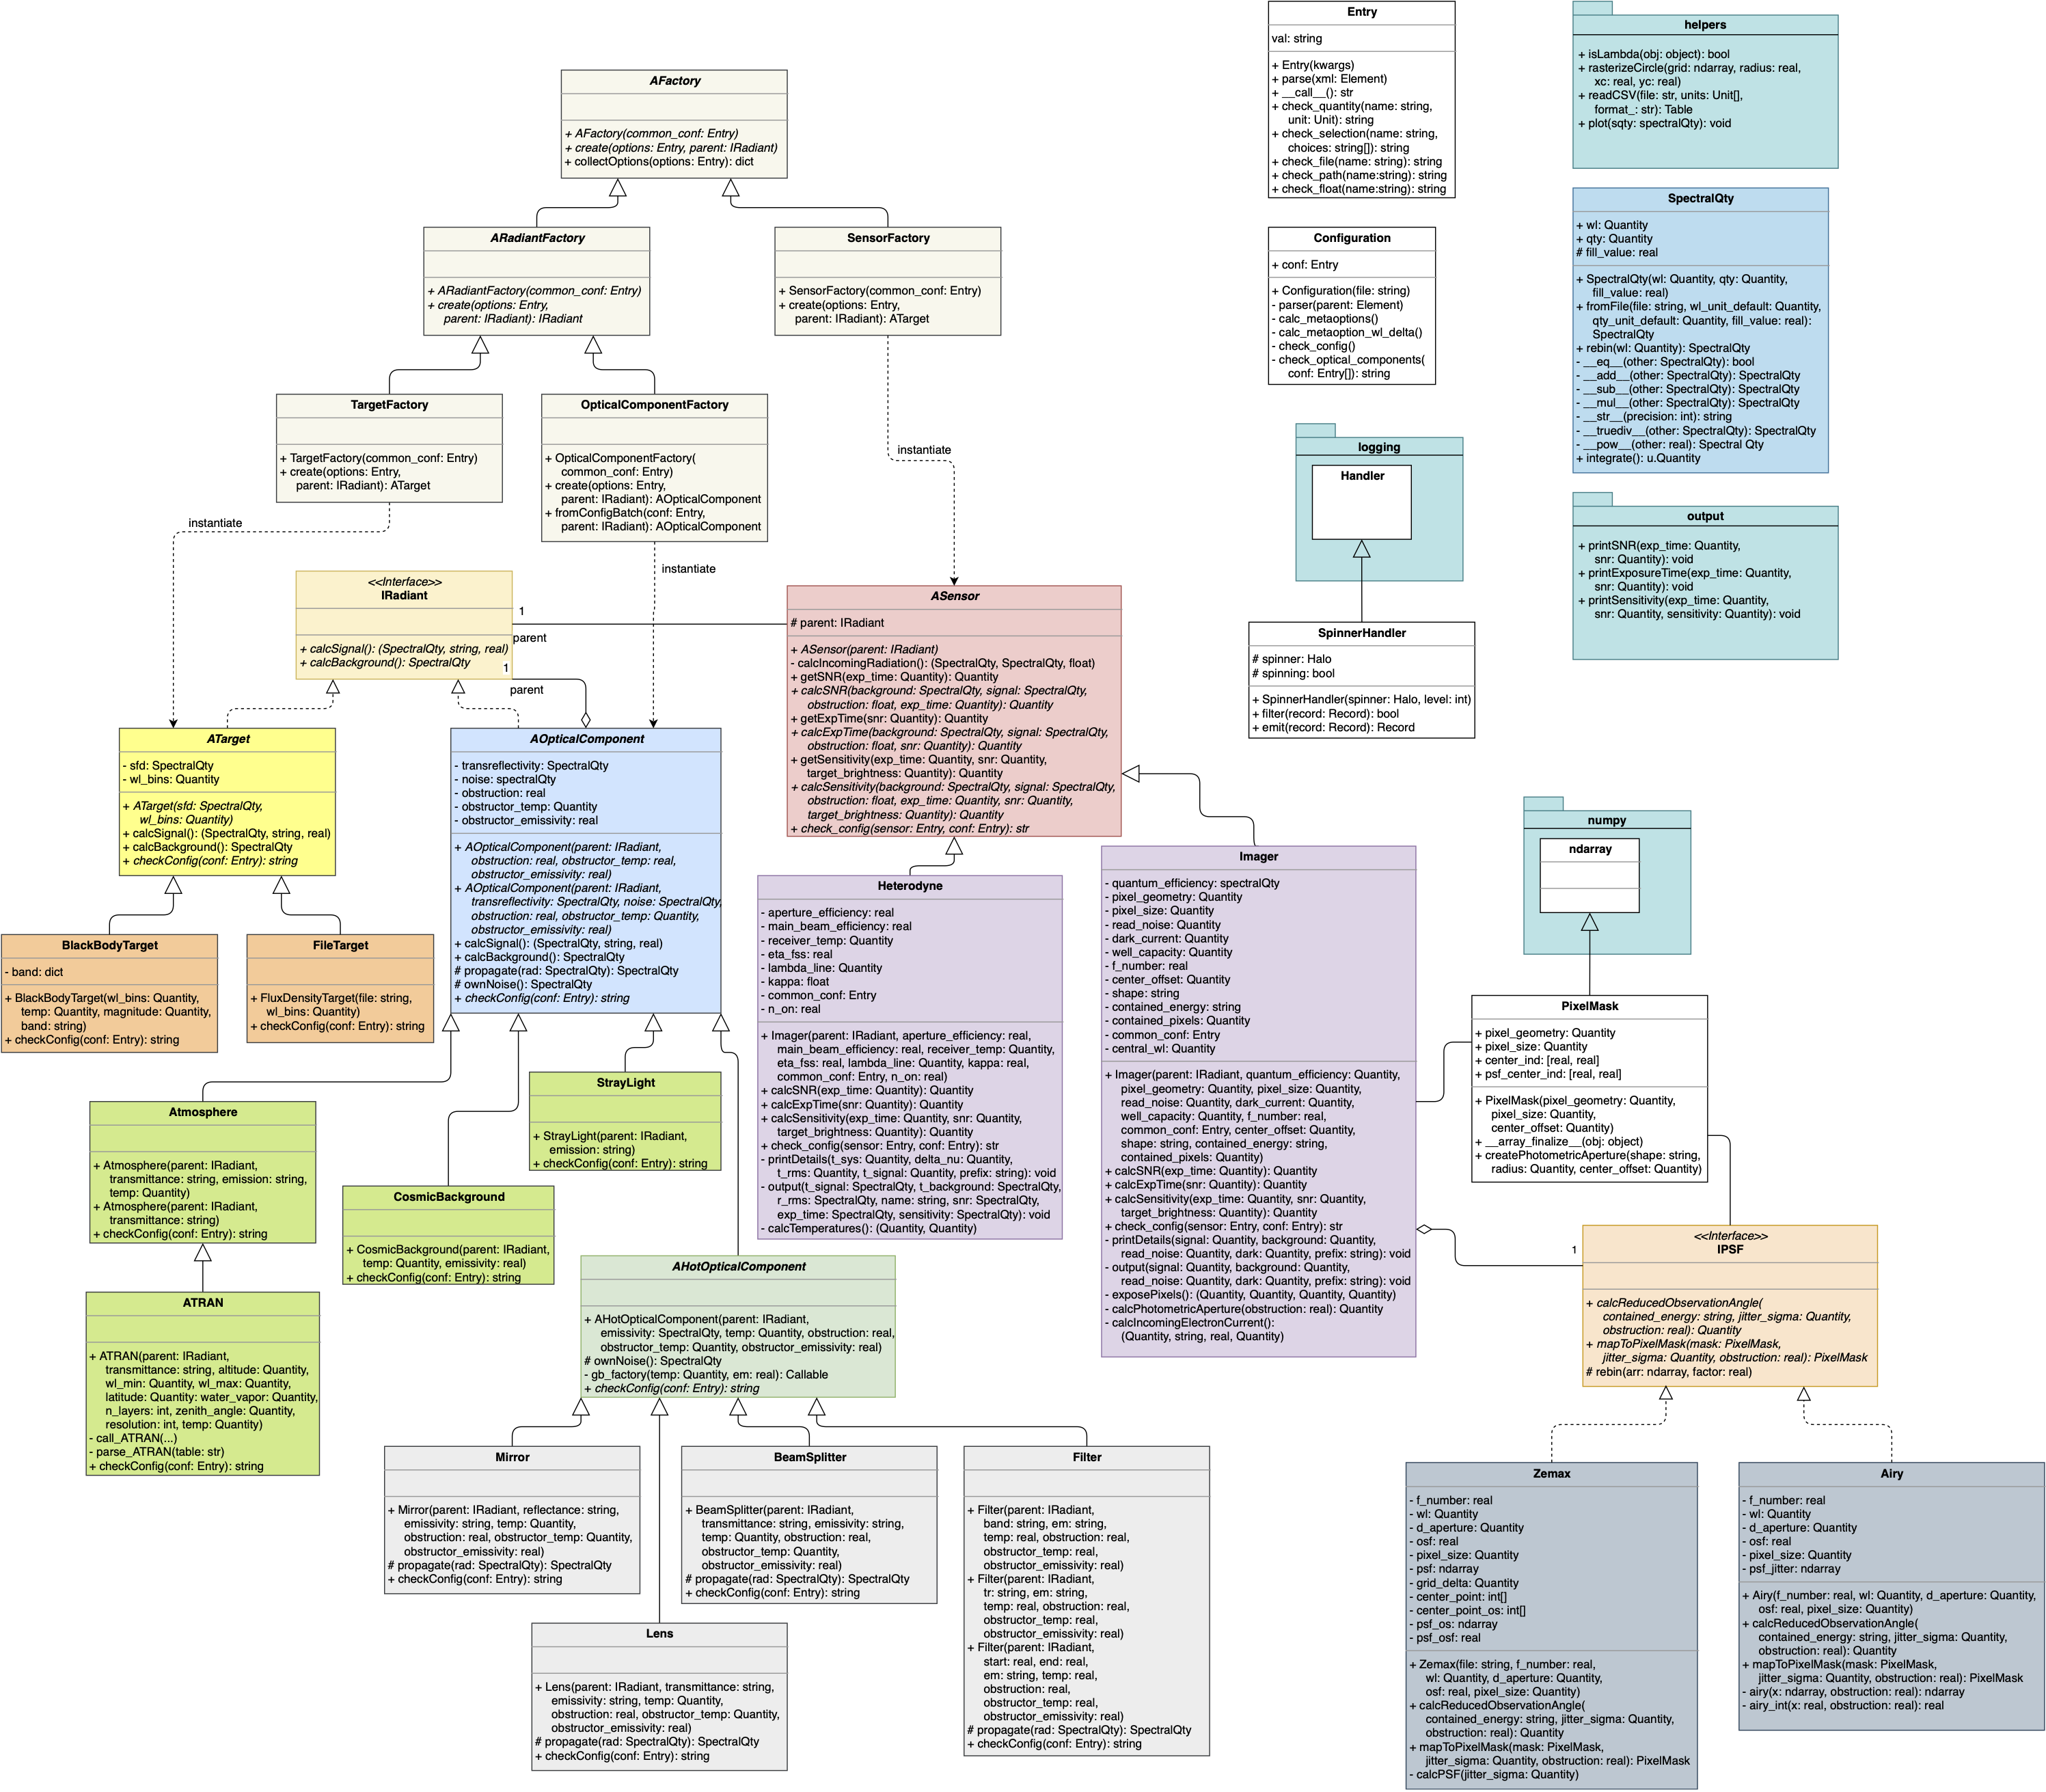 AFactory
+ AFactory(common_conf: Entry)
+ create(options: Entry, parent: IRadiant)
+ collectOptions(options: Entry): dict
ARadiantFactory
+ ARadiantFactory(common_conf: Entry)
+ create(options: Entry,
parent: IRadiant): IRadiant
SensorFactory
+ SensorFactory(common_conf: Entry)
+ create(options: Entry,
parent: IRadiant): ATarget
TargetFactory
+ TargetFactory(common_conf: Entry)
+ create(options: Entry,
parent: IRadiant): ATarget
OpticalComponentFactory
+ OpticalComponentFactory(
common_conf: Entry)
+ create(options: Entry,
parent: IRadiant): AOpticalComponent
+ fromConfigBatch(conf: Entry,
parent: IRadiant): AOpticalComponent
instantiate
instantiate
instantiate
Entry
val: string
+ Entry(kwargs)
+ parse(xml: Element)
+ __call__(): str
+ check_quantity(name: string,
unit: Unit): string
+ check_selection(name: string,
choices: string[]): string
+ check_file(name: string): string
+ check_path(name:string): string
+ check_float(name:string): string
helpers
+ isLambda(obj: object): bool
+ rasterizeCircle(grid: ndarray, radius: real,
xc: real, yc: real)
+ readCSV(file: str, units: Unit[],
format_: str): Table
+ plot(sqty: spectralQty): void
Configuration
+ conf: Entry
+ Configuration(file: string)
- parser(parent: Element)
- calc_metaoptions()
- calc_metaoption_wl_delta()
- check_config()
- check_optical_components(
conf: Entry[]): string
SpectralQty
+ wl: Quantity
+ qty: Quantity
# fill_value: real
+ SpectralQty(wl: Quantity, qty: Quantity,
fill_value: real)
+ fromFile(file: string, wl_unit_default: Quantity,
qty_unit_default: Quantity, fill_value: real):
SpectralQty
+ rebin(wl: Quantity): SpectralQty
- __eq__(other: SpectralQty): bool
- __add__(other: SpectralQty): SpectralQty
- __sub__(other: SpectralQty): SpectralQty
- __mul__(other: SpectralQty): SpectralQty
- __str__(precision: int): string
- __truediv__(other: SpectralQty): SpectralQty
- __pow__(other: real): Spectral Qty
+ integrate(): u.Quantity
logging
Handler
output
+ printSNR(exp_time: Quantity,
snr: Quantity): void
+ printExposureTime(exp_time: Quantity,
snr: Quantity): void
+ printSensitivity(exp_time: Quantity,
snr: Quantity, sensitivity: Quantity): void
SpinnerHandler
# spinner: Halo
# spinning: bool
+ SpinnerHandler(spinner: Halo, level: int)
+ filter(record: Record): bool
+ emit(record: Record): Record
<<Interface>>
IRadiant
+ calcSignal(): (SpectralQty, string, real)
+ calcBackground(): SpectralQty
1
parent
1
parent
ASensor
# parent: IRadiant
+ ASensor(parent: IRadiant)
- calcIncomingRadiation(): (SpectralQty, SpectralQty, float)
+ getSNR(exp_time: Quantity): Quantity
+ calcSNR(background: SpectralQty, signal: SpectralQty,
obstruction: float, exp_time: Quantity): Quantity
+ getExpTime(snr: Quantity): Quantity
+ calcExpTime(background: SpectralQty, signal: SpectralQty,
obstruction: float, snr: Quantity): Quantity
+ getSensitivity(exp_time: Quantity, snr: Quantity,
target_brightness: Quantity): Quantity
+ calcSensitivity(background: SpectralQty, signal: SpectralQty,
obstruction: float, exp_time: Quantity, snr: Quantity,
target_brightness: Quantity): Quantity
+ check_config(sensor: Entry, conf: Entry): str
ATarget
- sfd: SpectralQty
- wl_bins: Quantity
+ ATarget(sfd: SpectralQty,
wl_bins: Quantity)
+ calcSignal(): (SpectralQty, string, real)
+ calcBackground(): SpectralQty
+ checkConfig(conf: Entry): string
AOpticalComponent
- transreflectivity: SpectralQty
- noise: spectralQty
- obstruction: real
- obstructor_temp: Quantity
- obstructor_emissivity: real
+ AOpticalComponent(parent: IRadiant,
obstruction: real, obstructor_temp: real,
obstructor_emissivity: real)
+ AOpticalComponent(parent: IRadiant,
transreflectivity: SpectralQty, noise: SpectralQty,
obstruction: real, obstructor_temp: Quantity,
obstructor_emissivity: real)
+ calcSignal(): (SpectralQty, string, real)
+ calcBackground(): SpectralQty
# propagate(rad: SpectralQty): SpectralQty
# ownNoise(): SpectralQty
+ checkConfig(conf: Entry): string
BlackBodyTarget
- band: dict
+ BlackBodyTarget(wl_bins: Quantity,
temp: Quantity, magnitude: Quantity,
band: string)
+ checkConfig(conf: Entry): string
FileTarget
+ FluxDensityTarget(file: string,
wl_bins: Quantity)
+ checkConfig(conf: Entry): string
Heterodyne
- aperture_efficiency: real
- main_beam_efficiency: real
- receiver_temp: Quantity
- eta_fss: real
- lambda_line: Quantity
- kappa: float
- common_conf: Entry
- n_on: real
+ Imager(parent: IRadiant, aperture_efficiency: real,
main_beam_efficiency: real, receiver_temp: Quantity,
eta_fss: real, lambda_line: Quantity, kappa: real,
common_conf: Entry, n_on: real)
+ calcSNR(exp_time: Quantity): Quantity
+ calcExpTime(snr: Quantity): Quantity
+ calcSensitivity(exp_time: Quantity, snr: Quantity,
target_brightness: Quantity): Quantity
+ check_config(sensor: Entry, conf: Entry): str
- printDetails(t_sys: Quantity, delta_nu: Quantity,
t_rms: Quantity, t_signal: Quantity, prefix: string): void
- output(t_signal: SpectralQty, t_background: SpectralQty,
r_rms: SpectralQty, name: string, snr: SpectralQty,
exp_time: SpectralQty, sensitivity: SpectralQty): void
- calcTemperatures(): (Quantity, Quantity)
Imager
- quantum_efficiency: spectralQty
- pixel_geometry: Quantity
- pixel_size: Quantity
- read_noise: Quantity
- dark_current: Quantity
- well_capacity: Quantity
- f_number: real
- center_offset: Quantity
- shape: string
- contained_energy: string
- contained_pixels: Quantity
- common_conf: Entry
- central_wl: Quantity
+ Imager(parent: IRadiant, quantum_efficiency: Quantity,
pixel_geometry: Quantity, pixel_size: Quantity,
read_noise: Quantity, dark_current: Quantity,
well_capacity: Quantity, f_number: real,
common_conf: Entry, center_offset: Quantity,
shape: string, contained_energy: string,
contained_pixels: Quantity)
+ calcSNR(exp_time: Quantity): Quantity
+ calcExpTime(snr: Quantity): Quantity
+ calcSensitivity(exp_time: Quantity, snr: Quantity,
target_brightness: Quantity): Quantity
+ check_config(sensor: Entry, conf: Entry): str
- printDetails(signal: Quantity, background: Quantity,
read_noise: Quantity, dark: Quantity, prefix: string): void
- output(signal: Quantity, background: Quantity,
read_noise: Quantity, dark: Quantity, prefix: string): void
- exposePixels(): (Quantity, Quantity, Quantity, Quantity)
- calcPhotometricAperture(obstruction: real): Quantity
- calcIncomingElectronCurrent():
(Quantity, string, real, Quantity)
numpy
ndarray
PixelMask
+ pixel_geometry: Quantity
+ pixel_size: Quantity
+ center_ind: [real, real]
+ psf_center_ind: [real, real]
+ PixelMask(pixel_geometry: Quantity,
pixel_size: Quantity,
center_offset: Quantity)
+ __array_finalize__(obj: object)
+ createPhotometricAperture(shape: string,
radius: Quantity, center_offset: Quantity)
1
<<Interface>>
IPSF
+ calcReducedObservationAngle(
contained_energy: string, jitter_sigma: Quantity,
obstruction: real): Quantity
+ mapToPixelMask(mask: PixelMask,
jitter_sigma: Quantity, obstruction: real): PixelMask
# rebin(arr: ndarray, factor: real)
StrayLight
+ StrayLight(parent: IRadiant,
emission: string)
+ checkConfig(conf: Entry): string
Atmosphere
+ Atmosphere(parent: IRadiant,
transmittance: string, emission: string,
temp: Quantity)
+ Atmosphere(parent: IRadiant,
transmittance: string)
+ checkConfig(conf: Entry): string
CosmicBackground
+ CosmicBackground(parent: IRadiant,
temp: Quantity, emissivity: real)
+ checkConfig(conf: Entry): string
ATRAN
+ ATRAN(parent: IRadiant,
transmittance: string, altitude: Quantity,
wl_min: Quantity, wl_max: Quantity,
latitude: Quantity: water_vapor: Quantity,
n_layers: int, zenith_angle: Quantity,
resolution: int, temp: Quantity)
- call_ATRAN(...)
- parse_ATRAN(table: str)
+ checkConfig(conf: Entry): string
AHotOpticalComponent
+ AHotOpticalComponent(parent: IRadiant,
emissivity: SpectralQty, temp: Quantity, obstruction: real,
obstructor_temp: Quantity, obstructor_emissivity: real)
# ownNoise(): SpectralQty
- gb_factory(temp: Quantity, em: real): Callable
+ checkConfig(conf: Entry): string
Mirror
+ Mirror(parent: IRadiant, reflectance: string,
emissivity: string, temp: Quantity,
obstruction: real, obstructor_temp: Quantity,
obstructor_emissivity: real)
# propagate(rad: SpectralQty): SpectralQty
+ checkConfig(conf: Entry): string
BeamSplitter
+ BeamSplitter(parent: IRadiant,
transmittance: string, emissivity: string,
temp: Quantity, obstruction: real,
obstructor_temp: Quantity,
obstructor_emissivity: real)
# propagate(rad: SpectralQty): SpectralQty
+ checkConfig(conf: Entry): string
Filter
+ Filter(parent: IRadiant,
band: string, em: string,
temp: real, obstruction: real,
obstructor_temp: real,
obstructor_emissivity: real)
+ Filter(parent: IRadiant,
tr: string, em: string,
temp: real, obstruction: real,
obstructor_temp: real,
obstructor_emissivity: real)
+ Filter(parent: IRadiant,
start: real, end: real,
em: string, temp: real,
obstruction: real,
obstructor_temp: real,
obstructor_emissivity: real)
# propagate(rad: SpectralQty): SpectralQty
+ checkConfig(conf: Entry): string
Lens
+ Lens(parent: IRadiant, transmittance: string,
emissivity: string, temp: Quantity,
obstruction: real, obstructor_temp: Quantity,
obstructor_emissivity: real)
# propagate(rad: SpectralQty): SpectralQty
+ checkConfig(conf: Entry): string
Zemax
- f_number: real
- wl: Quantity
- d_aperture: Quantity
- osf: real
- pixel_size: Quantity
- psf: ndarray
- grid_delta: Quantity
- center_point: int[]
- center_point_os: int[]
- psf_os: ndarray
- psf_osf: real
+ Zemax(file: string, f_number: real,
wl: Quantity, d_aperture: Quantity,
osf: real, pixel_size: Quantity)
+ calcReducedObservationAngle(
contained_energy: string, jitter_sigma: Quantity,
obstruction: real): Quantity
+ mapToPixelMask(mask: PixelMask,
jitter_sigma: Quantity, obstruction: real): PixelMask
- calcPSF(jitter_sigma: Quantity)
Airy
- f_number: real
- wl: Quantity
- d_aperture: Quantity
- osf: real
- pixel_size: Quantity
- psf_jitter: ndarray
+ Airy(f_number: real, wl: Quantity, d_aperture: Quantity,
osf: real, pixel_size: Quantity)
+ calcReducedObservationAngle(
contained_energy: string, jitter_sigma: Quantity,
obstruction: real): Quantity
+ mapToPixelMask(mask: PixelMask,
jitter_sigma: Quantity, obstruction: real): PixelMask
- airy(x: ndarray, obstruction: real): ndarray
- airy_int(x: real, obstruction: real): real